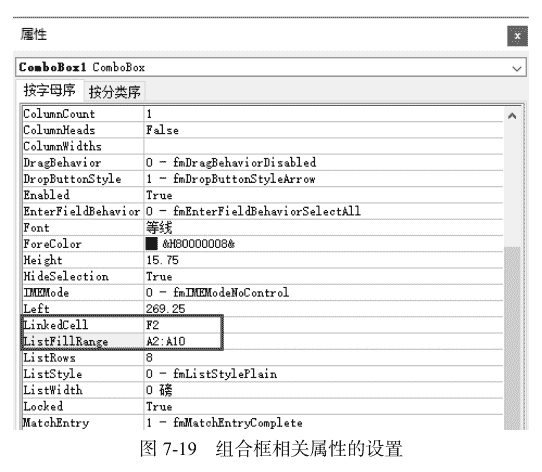 属性
x
ComboBox1 ComboBox
按字母序 按分类序
ColumnCount 1
ColumnHeads False
ColumnWidths
DragBehavior 0 - fmDragBehaviorDisabled
DropButtonStyle 1 - fmDropButtonStyleArrow
Enabled True
EnterFieldBehavior 0 - fmEnterFieldBehaviorSelectAll
Font 等线
ForeColor &H80000008&
Height 15.75
HideSelection True
IMEMode 0 - fmIMEModeNoControl
Left 269.25
LinkedCell F2
ListFillRange A2:A10
ListRows 8
ListStyle 0 - fmListStylePlain
ListWidth 0 磅
Locked True
MatchEntry 1 - fmMatchEntryComplete
图 7-19 组合框相关属性的设置